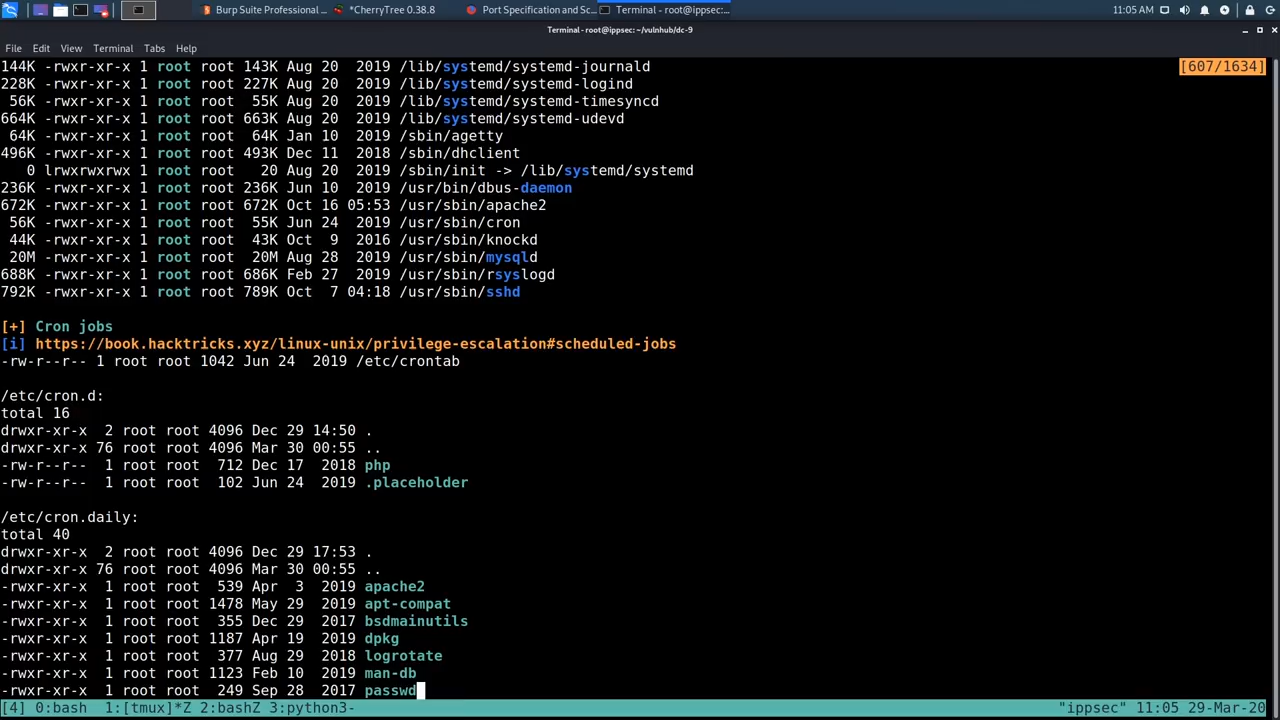 Burp Suite Professional ...
*CherryTree 0.38.8
Port Specification and Sc...
Terminal - root@ippsec:...
11:05 AM
Terminal - root@ippsec: ~/vulnhub/dc-9
File Edit View Terminal Tabs Help
144K -rwxr-xr-x 1 root root 143K Aug 20  2019 /lib/systemd/systemd-journald [607/1634]
228K -rwxr-xr-x 1 root root 227K Aug 20  2019 /lib/systemd/systemd-logind
56K -rwxr-xr-x 1 root root  55K Aug 20  2019 /lib/systemd/systemd-timesyncd
664K -rwxr-xr-x 1 root root 663K Aug 20  2019 /lib/systemd/systemd-udevd
64K -rwxr-xr-x 1 root root  64K Jan 10  2019 /sbin/agetty
496K -rwxr-xr-x 1 root root 493K Dec 11  2018 /sbin/dhclient
0 lrwxrwxrwx 1 root root   20 Aug 20  2019 /sbin/init -> /lib/systemd/systemd
236K -rwxr-xr-x 1 root root 236K Jun 10  2019 /usr/bin/dbus-daemon
672K -rwxr-xr-x 1 root root 672K Oct 16 05:53 /usr/sbin/apache2
56K -rwxr-xr-x 1 root root  55K Jun 24  2019 /usr/sbin/cron
44K -rwxr-xr-x 1 root root  43K Oct  9  2016 /usr/sbin/knockd
20M -rwxr-xr-x 1 root root  20M Aug 28  2019 /usr/sbin/mysqld
688K -rwxr-xr-x 1 root root 686K Feb 27  2019 /usr/sbin/rsyslogd
792K -rwxr-xr-x 1 root root 789K Oct  7 04:18 /usr/sbin/sshd
[+] Cron jobs
[i] https://book.hacktricks.xyz/linux-unix/privilege-escalation#scheduled-jobs
-rw-r--r-- 1 root root 1042 Jun 24  2019 /etc/crontab
/etc/cron.d:
total 16
drwxr-xr-x  2 root root 4096 Dec 29 14:50 .
drwxr-xr-x 76 root root 4096 Mar 30 00:55 ..
-rw-r--r--  1 root root  712 Dec 17  2018 php
-rw-r--r--  1 root root  102 Jun 24  2019 .placeholder
/etc/cron.daily:
total 40
drwxr-xr-x  2 root root 4096 Dec 29 17:53 .
drwxr-xr-x 76 root root 4096 Mar 30 00:55 ..
-rwxr-xr-x  1 root root  539 Apr  3  2019 apache2
-rwxr-xr-x  1 root root 1478 May 29  2019 apt-compat
-rwxr-xr-x  1 root root  355 Dec 29  2017 bsdmainutils
-rwxr-xr-x  1 root root 1187 Apr 19  2019 dpkg
-rwxr-xr-x  1 root root  377 Aug 29  2018 logrotate
-rwxr-xr-x  1 root root 1123 Feb 10  2019 man-db
-rwxr-xr-x  1 root root  249 Sep 28  2017 passwd
[4] 0:bash  1:[tmux]*Z 2:bashZ 3:python3- "ippsec" 11:05 29-Mar-20